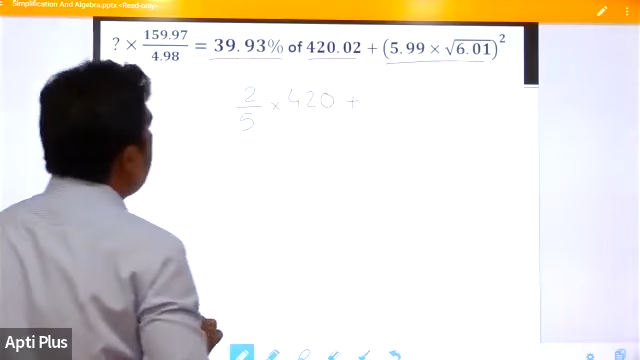 Simplification And Algebra.pptx <Read-only>
? × 159.97/4.98 = 39.93% of 420.02 + (5.99 × √6.01)²
2/5 × 420 +
Apti Plus